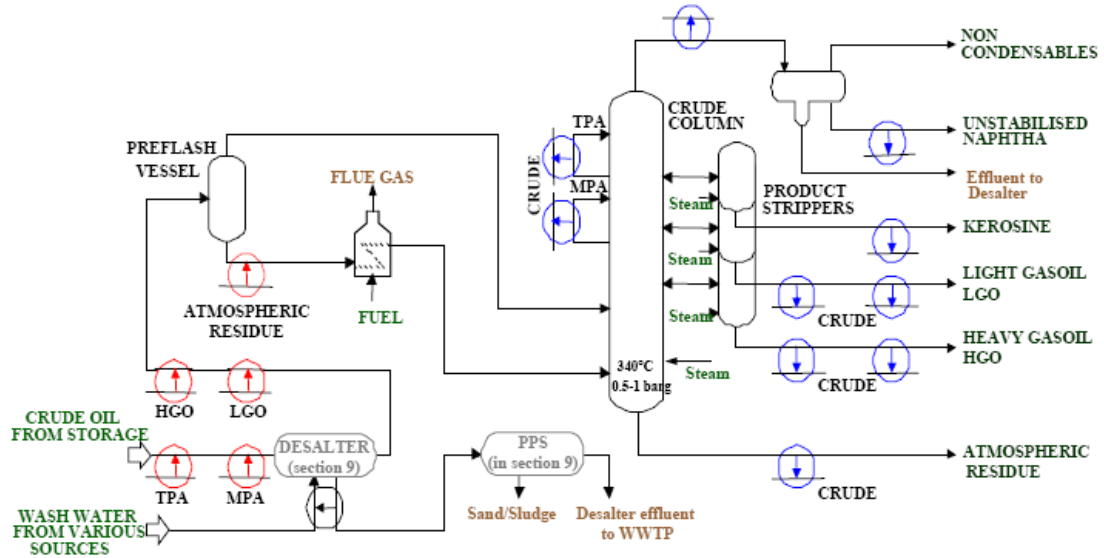 NON
CONDENSABLES
TPA
CRUDE
COLUMN
PREFLASH
VESSEL
UNSTABILISED
NAPHTHA
FLUE GAS
CRUDE
MPA
Effluent to
Desalter
Steam
PRODUCT
STRIPPERS
KEROSINE
Steam
LIGHT GASOIL
LGO
ATMOSPHERIC
RESIDUE
FUEL
Steam
CRUDE
HEAVY GASOIL
HGO
340°C
0.5-1 barg
Steam
CRUDE
HGO
LGO
CRUDE OIL
FROM STORAGE
DESALTER
(section 9)
PPS
(in section 9)
ATMOSPHERIC
RESIDUE
TPA
MPA
CRUDE
WASH WATER
FROM VARIOUS
SOURCES
Sand/Sludge
Desalter effluent
to WWTP